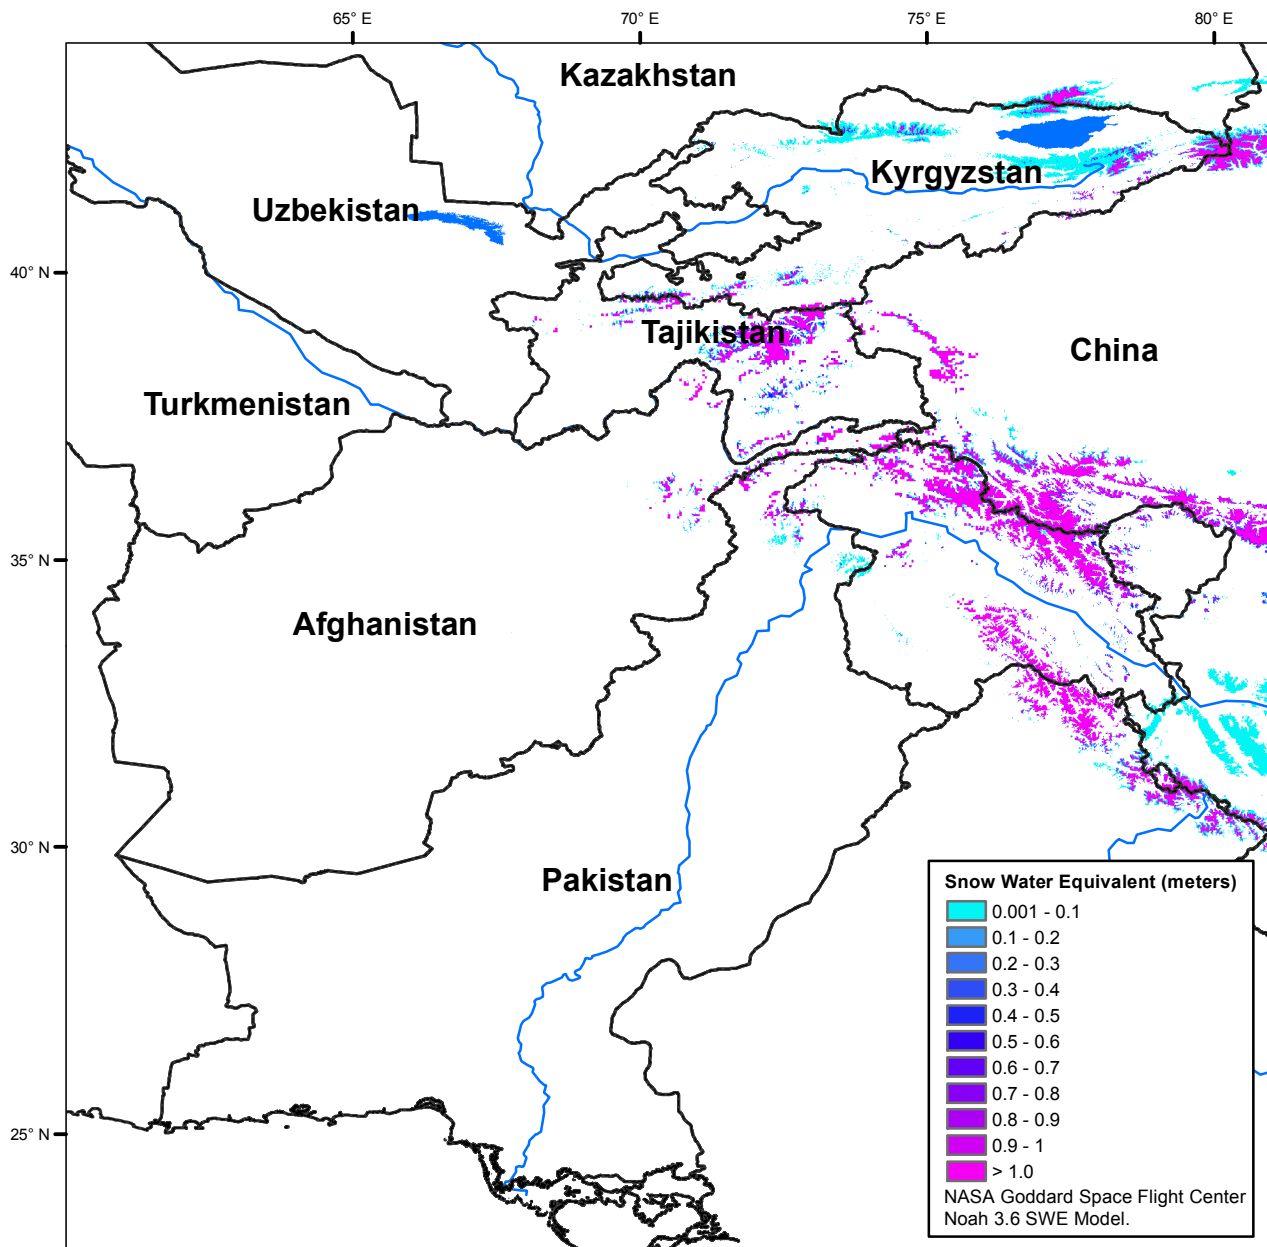 65° E
70° E
75° E
80° E
Kazakhstan
Kyrgyzstan
Uzbekistan
40° N
Tajikistan
China
Turkmenistan
35° N
Afghanistan
30° N
Pakistan
Snow Water Equivalent (meters)
0.001 - 0.1
0.1 - 0.2
0.2 - 0.3
0.3 - 0.4
0.4 - 0.5
0.5 - 0.6
0.6 - 0.7
0.7 - 0.8
0.8 - 0.9
0.9 - 1
> 1.0
25° N
NASA Goddard Space Flight Center
Noah 3.6 SWE Model.